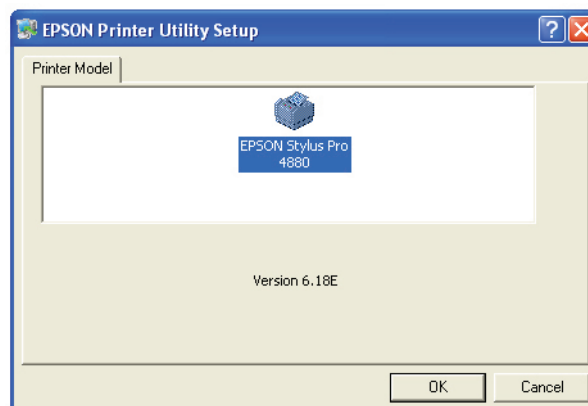 EPSON Printer Utility Setup
Printer Model
EPSON Stylus Pro
4880
Version 6.18E
OK
Cancel